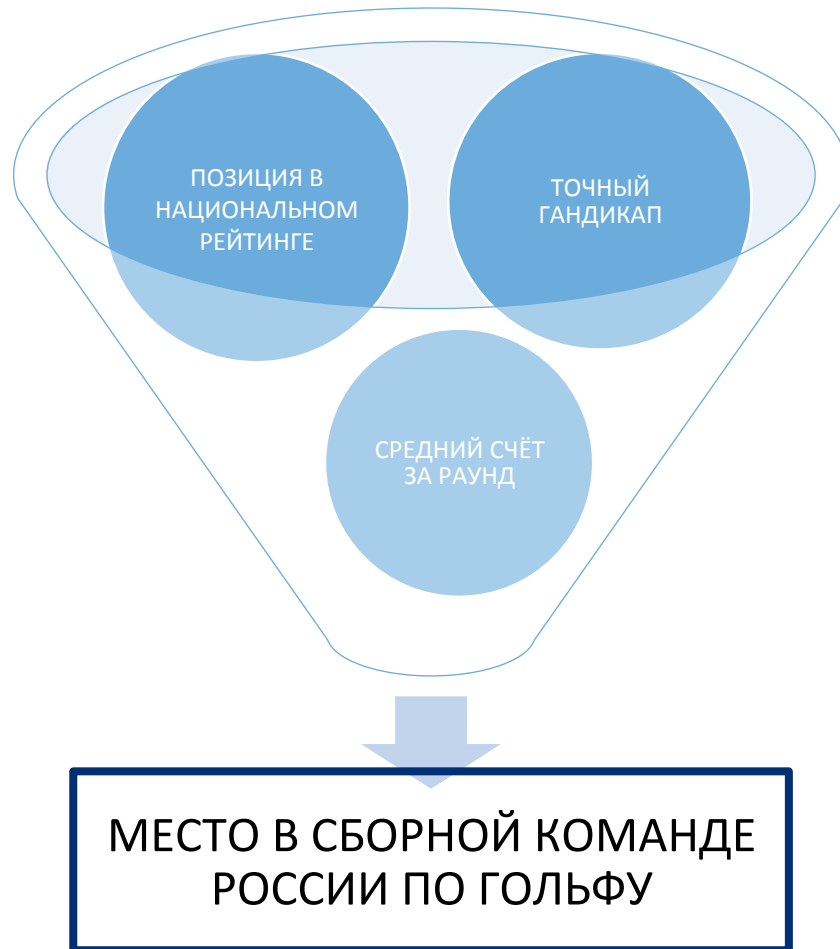 ПОЗИЦИЯ В
НАЦИОНАЛЬНОМ
РЕЙТИНГЕ
ТОЧНЫЙ
ГАНДИКАП
СРЕДНИЙ СЧЁТ
ЗА РАУНД
МЕСТО В СБОРНОЙ КОМАНДЕ
РОССИИ ПО ГОЛЬФУ